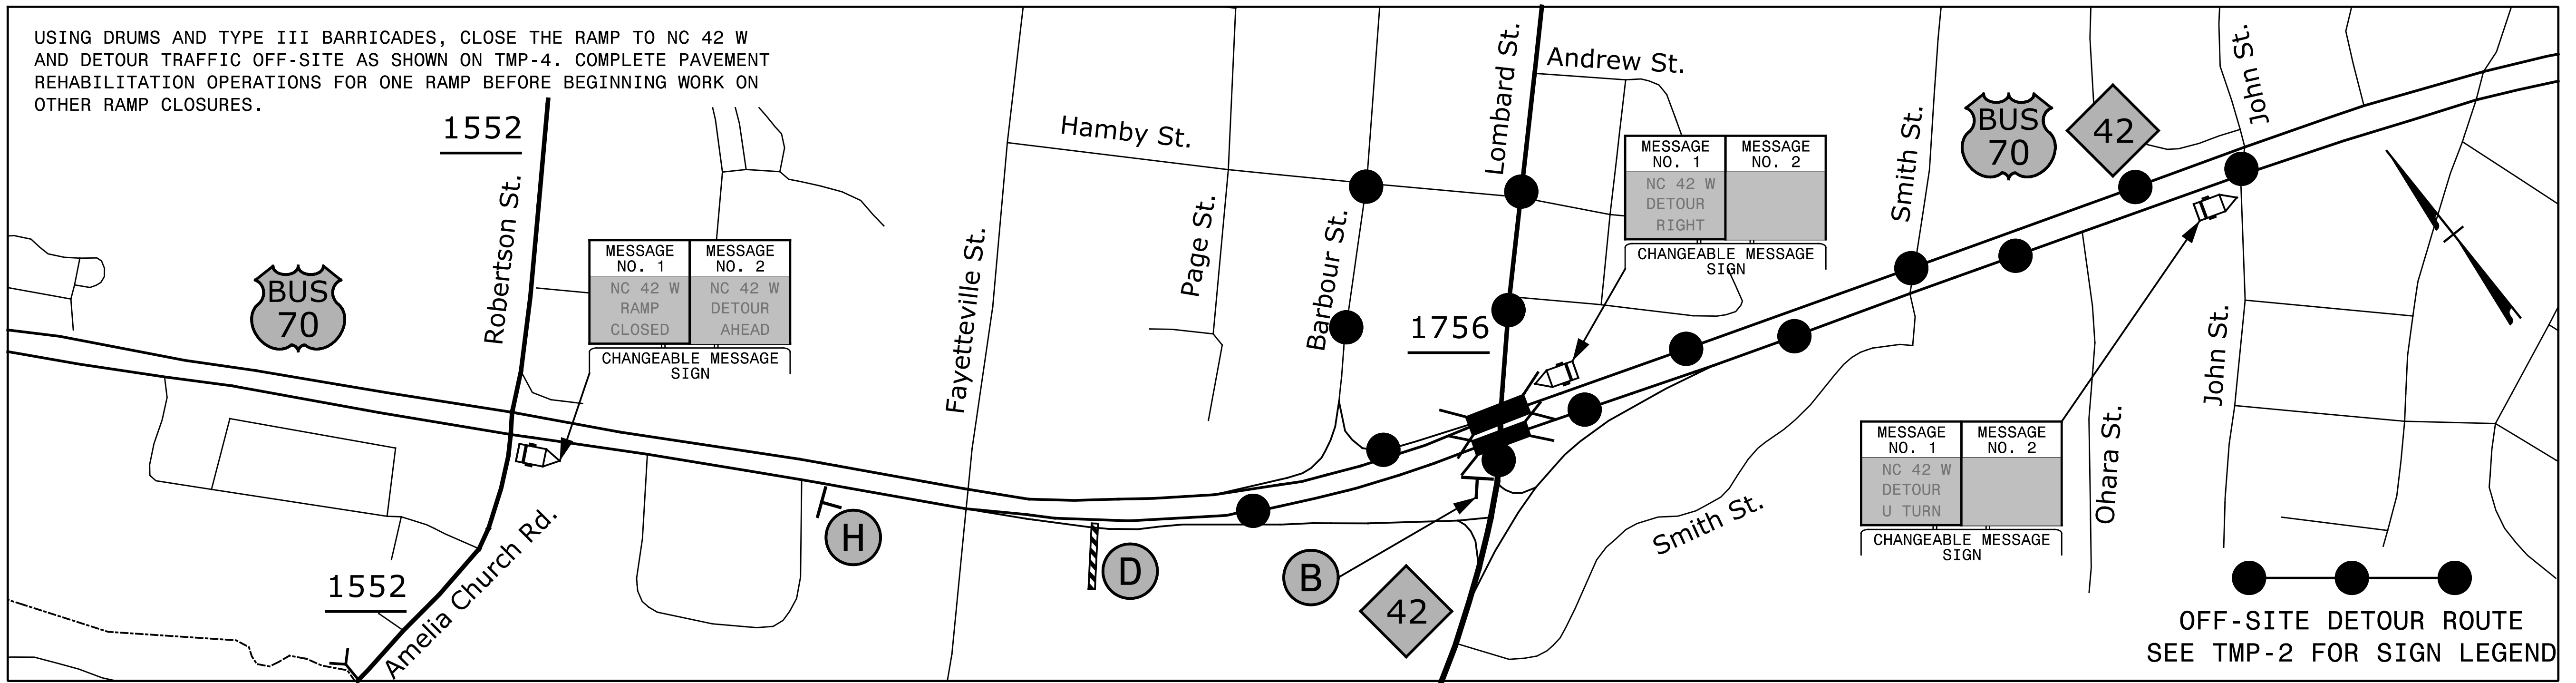 USING DRUMS AND TYPE III BARRICADES, CLOSE THE RAMP TO NC 42 W
AND DETOUR TRAFFIC OFF-SITE AS SHOWN ON TMP-4. COMPLETE PAVEMENT
REHABILITATION OPERATIONS FOR ONE RAMP BEFORE BEGINNING WORK ON
OTHER RAMP CLOSURES.
1552
Robertson St.
BUS
70
MESSAGE
NO. 1
MESSAGE
NO. 2
NC 42 W
RAMP
CLOSED
NC 42 W
DETOUR
AHEAD
CHANGEABLE MESSAGE
SIGN
1552
Amelia Church Rd.
H
Fayetteville St.
Hamby St.
Page St.
Barbour St.
D
B
42
1756
Lombard St.
Andrew St.
MESSAGE
NO. 1
MESSAGE
NO. 2
NC 42 W
DETOUR
RIGHT
CHANGEABLE MESSAGE
SIGN
Smith St.
Smith St.
BUS
70
42
John St.
John St.
Ohara St.
MESSAGE
NO. 1
MESSAGE
NO. 2
NC 42 W
DETOUR
U TURN
CHANGEABLE MESSAGE
SIGN
OFF-SITE DETOUR ROUTE
SEE TMP-2 FOR SIGN LEGEND